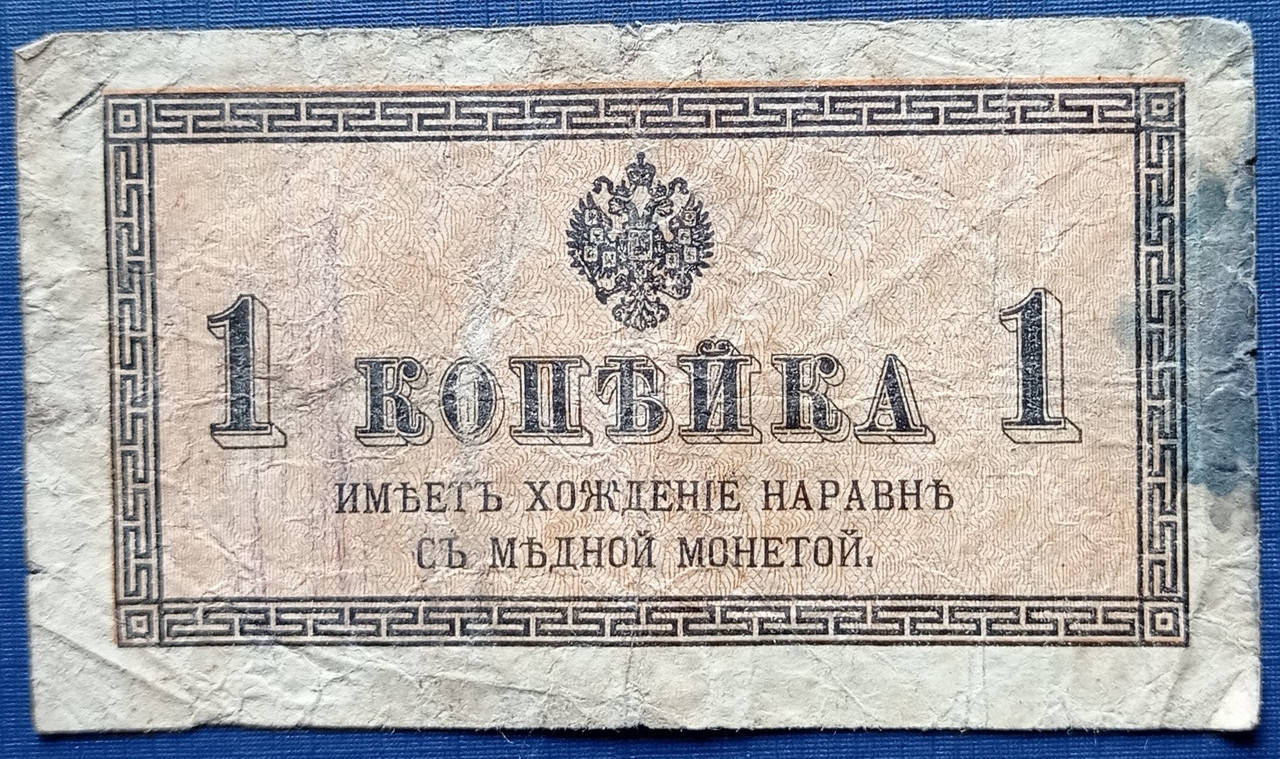 1 КОПѢЙКА 1
ИМѢЕТЪ ХОЖДЕНІЕ НАРАВНѢ
СЪ МѢДНОЙ МОНЕТОЙ.